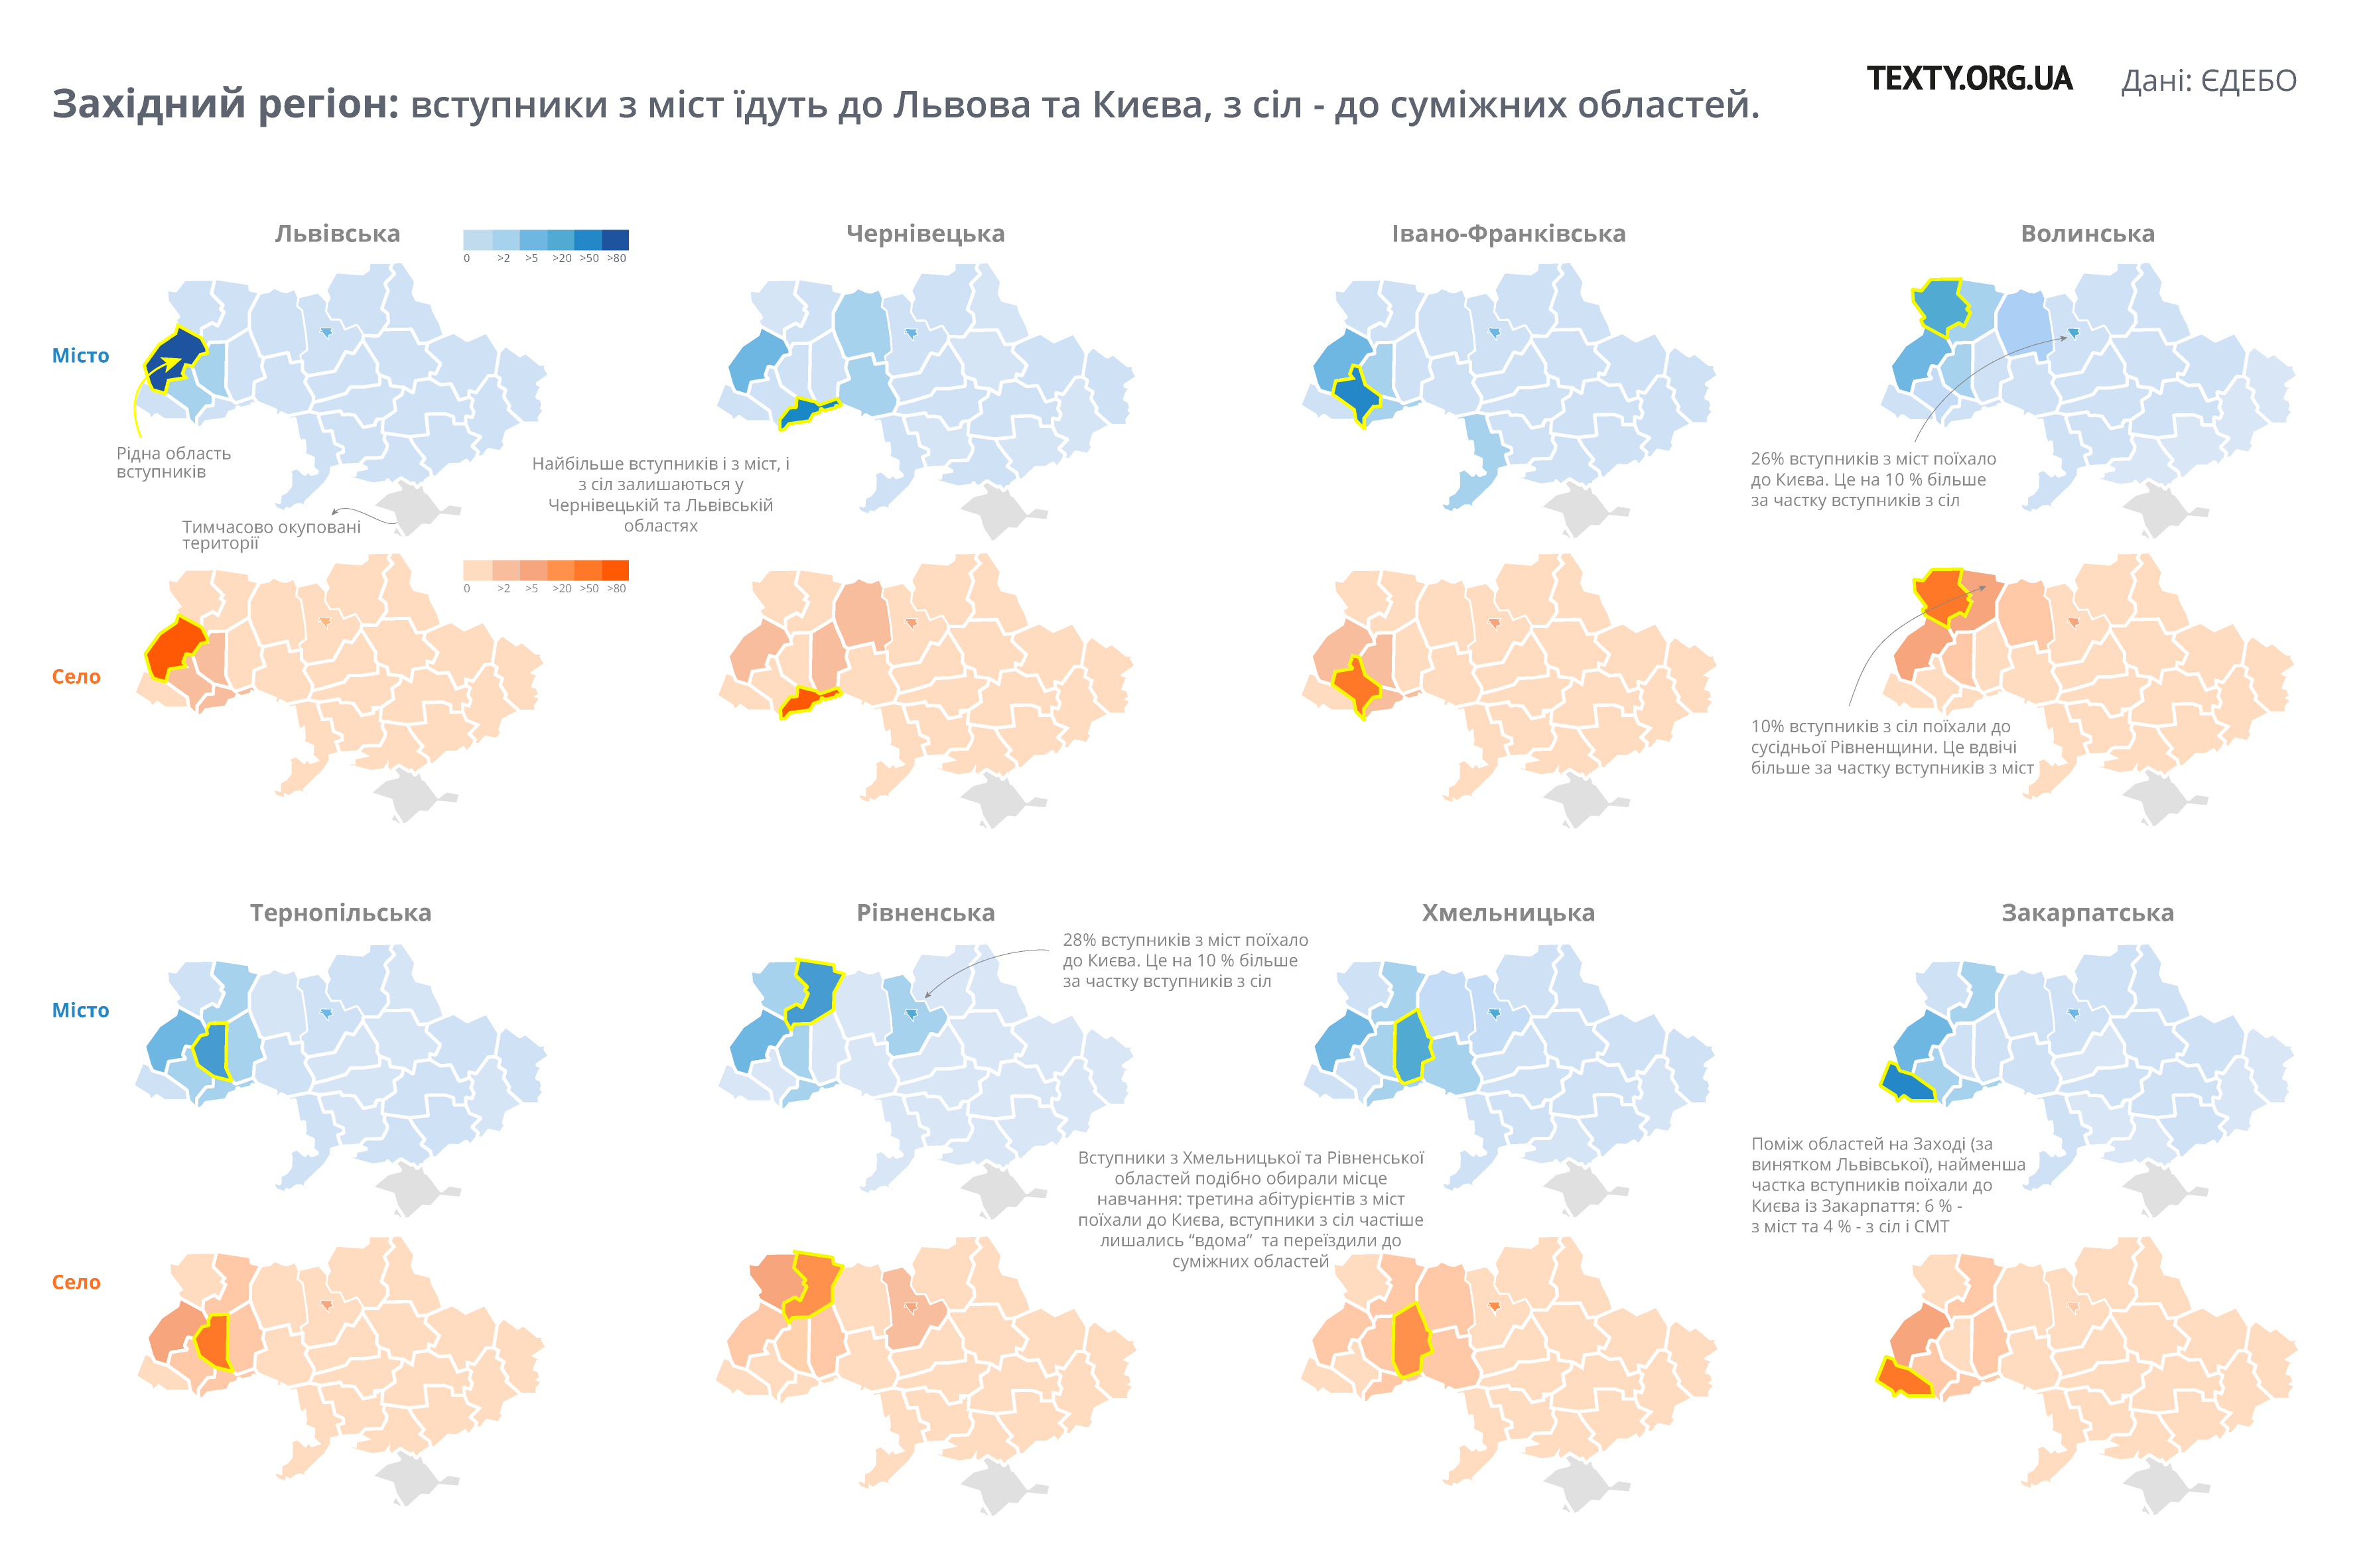 Західний регіон: вступники з міст їдуть до Львова та Києва, з сіл - до суміжних областей.
TEXTY.ORG.UA
Дані: ЄДЕБО
Львівська
0 >2 >5 >20 >50 >80
Чернівецька
Івано-Франківська
Волинська
Місто
Рідна область
вступників
Тимчасово окуповані
території
Найбільше вступників і з міст, і
з сіл залишаються у
Чернівецькій та Львівській
областях
26% вступників з міст поїхало
до Києва. Це на 10 % більше
за частку вступників з сіл
0 >2 >5 >20 >50 >80
Село
10% вступників з сіл поїхали до
сусідньої Рівненщини. Це вдвічі
більше за частку вступників з міст
Тернопільська
Рівненська
Хмельницька
Закарпатська
28% вступників з міст поїхало
до Києва. Це на 10 % більше
за частку вступників з сіл
Місто
Вступники з Хмельницької та Рівненської
областей подібно обирали місце
навчання: третина абітурієнтів з міст
поїхали до Києва, вступники з сіл частіше
лишались “вдома” та переїздили до
суміжних областей
Поміж областей на Заході (за
винятком Львівської), найменша
частка вступників поїхали до
Києва із Закарпаття: 6 % -
з міст та 4 % - з сіл і СМТ
Село